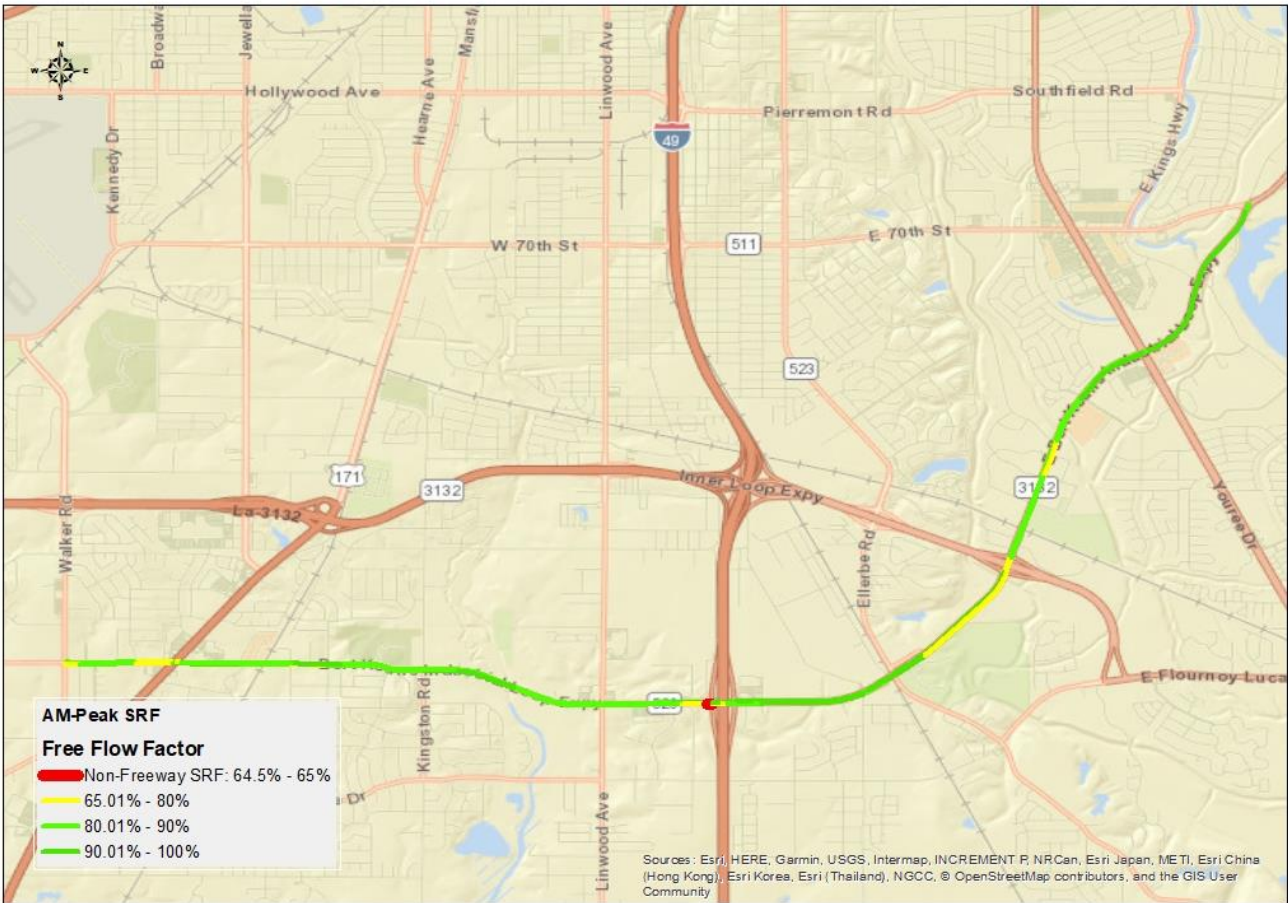 N
W E
S
Broadwa
Jewella
Mansfi
Hearne Ave
Linwood Ave
Hollywood Ave
Pierremont Rd
Southfield Rd
49
E Kings Hwy
Kennedy Dr
W 70th St
511
E 70th St
523
171
3132
Inner Loop Expy
La-3132
3132
Walker Rd
Ellerbe Rd
Youree Dr
Kingston Rd
E Flournoy Luca
Linwood Ave
Dr
AM-Peak SRF
Free Flow Factor
Non-Freeway SRF: 64.5% - 65%
65.01% - 80%
80.01% - 90%
90.01% - 100%
Sources: Esri, HERE, Garmin, USGS, Intermap, INCREMENT P, NRCan, Esri Japan, METI, Esri China
(Hong Kong), Esri Korea, Esri (Thailand), NGCC, © OpenStreetMap contributors, and the GIS User
Community